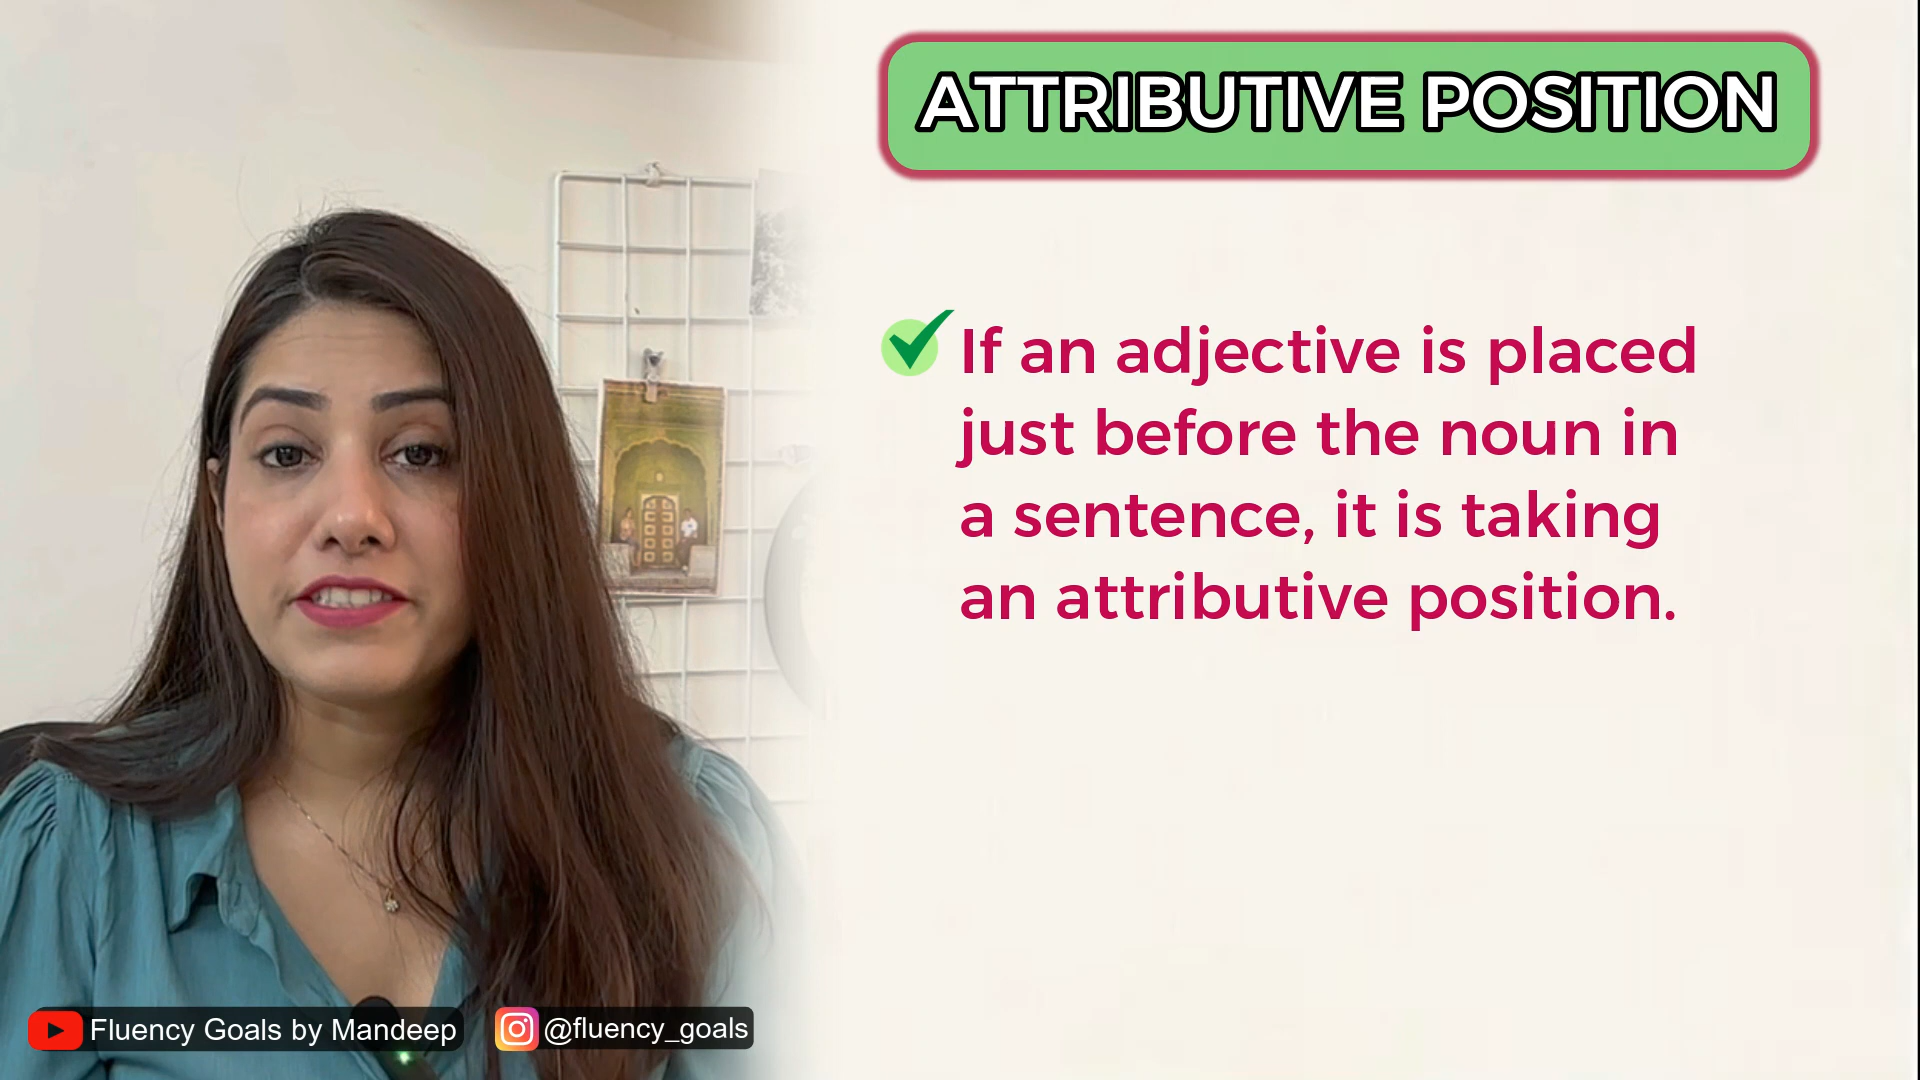 ATTRIBUTIVE POSITION
If an adjective is placed
just before the noun in
a sentence, it is taking
an attributive position.
Fluency Goals by Mandeep
@fluency_goals